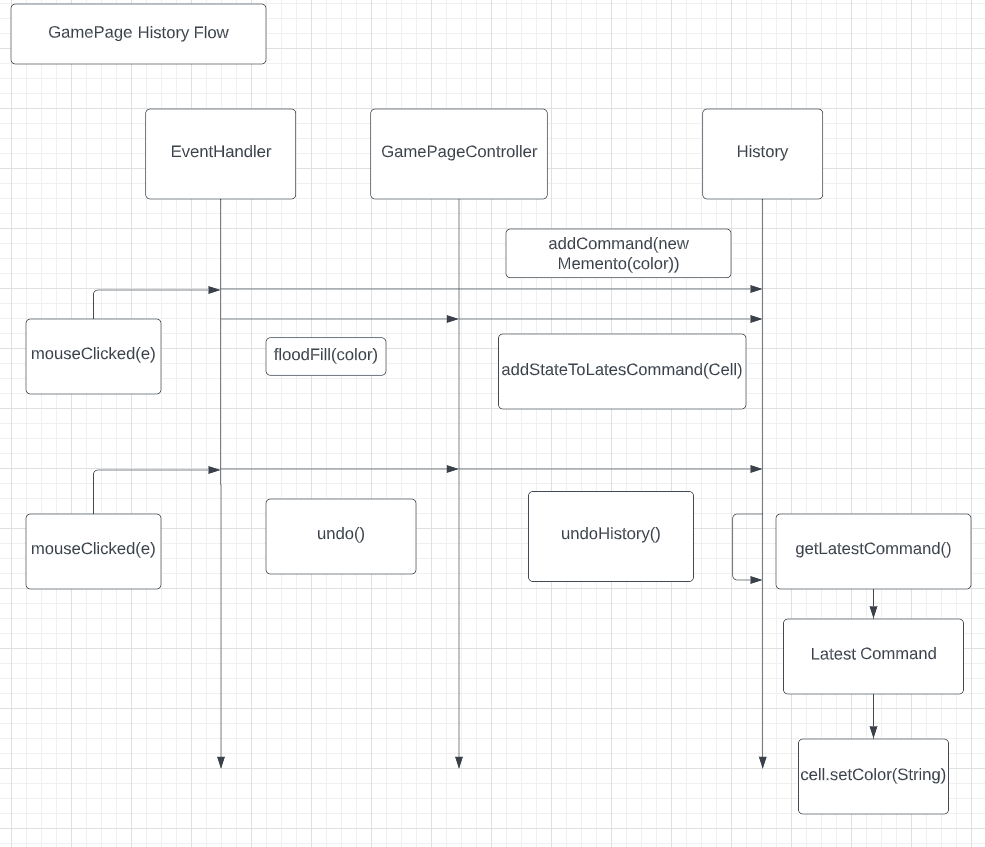 GamePage History Flow
EventHandler
GamePageController
History
addCommand(new
Memento(color))
mouseClicked(e)
floodFill(color)
addStateToLatesCommand(Cell)
mouseClicked(e)
undo()
undoHistory()
getLatestCommand()
Latest Command
cell.setColor(String)